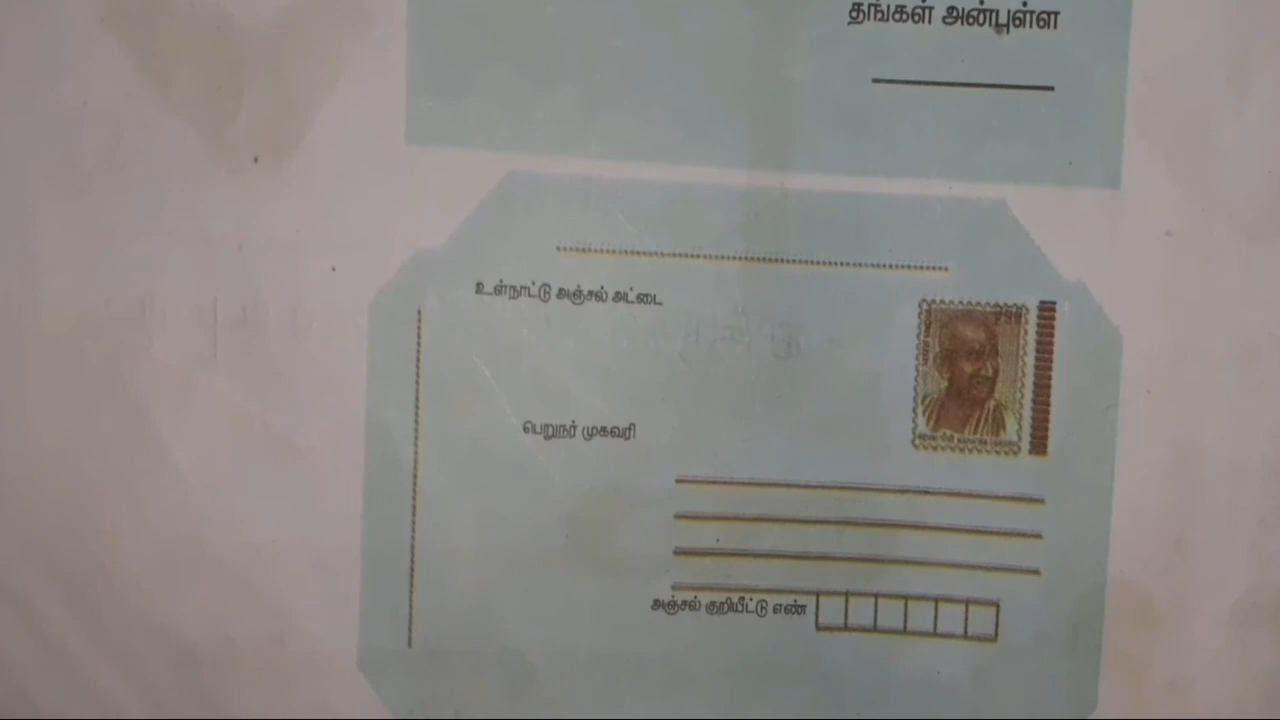 தங்கள் அன்புள்ள
உள்நாட்டு அஞ்சல் அட்டை
பெறுநர் முகவரி
அஞ்சல் குறியீட்டு எண்